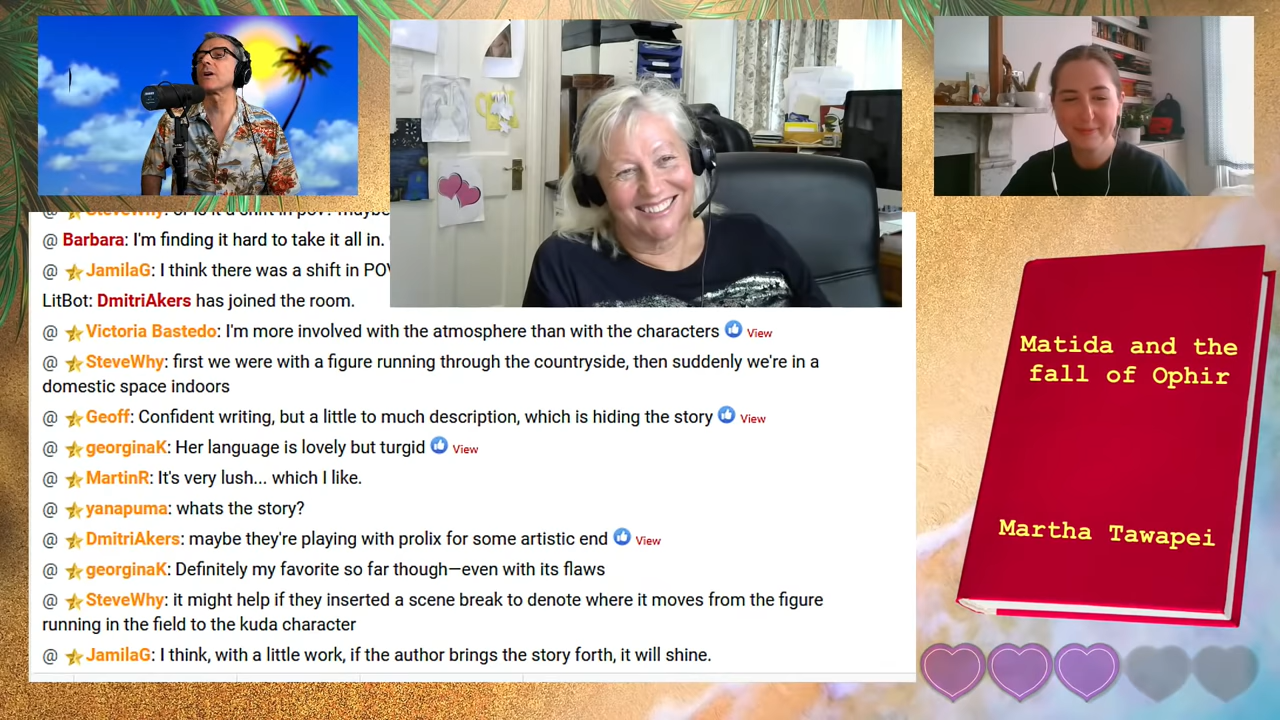 @ SteveWhy: or is it a shift in pov? maybe
@ Barbara: I'm finding it hard to take it all in.
@ JamilaG: I think there was a shift in POV
LitBot: DmitriAkers has joined the room.
@ Victoria Bastedo: I'm more involved with the atmosphere than with the characters View
@ SteveWhy: first we were with a figure running through the countryside, then suddenly we're in a
domestic space indoors
@ Geoff: Confident writing, but a little to much description, which is hiding the story View
@ georginaK: Her language is lovely but turgid View
@ MartinR: It's very lush... which I like.
@ yanapuma: whats the story?
@ DmitriAkers: maybe they're playing with prolix for some artistic end View
@ georginaK: Definitely my favorite so far though—even with its flaws
@ SteveWhy: it might help if they inserted a scene break to denote where it moves from the figure
running in the field to the kuda character
@ JamilaG: I think, with a little work, if the author brings the story forth, it will shine.
Matida and the
fall of Ophir
Martha Tawapei